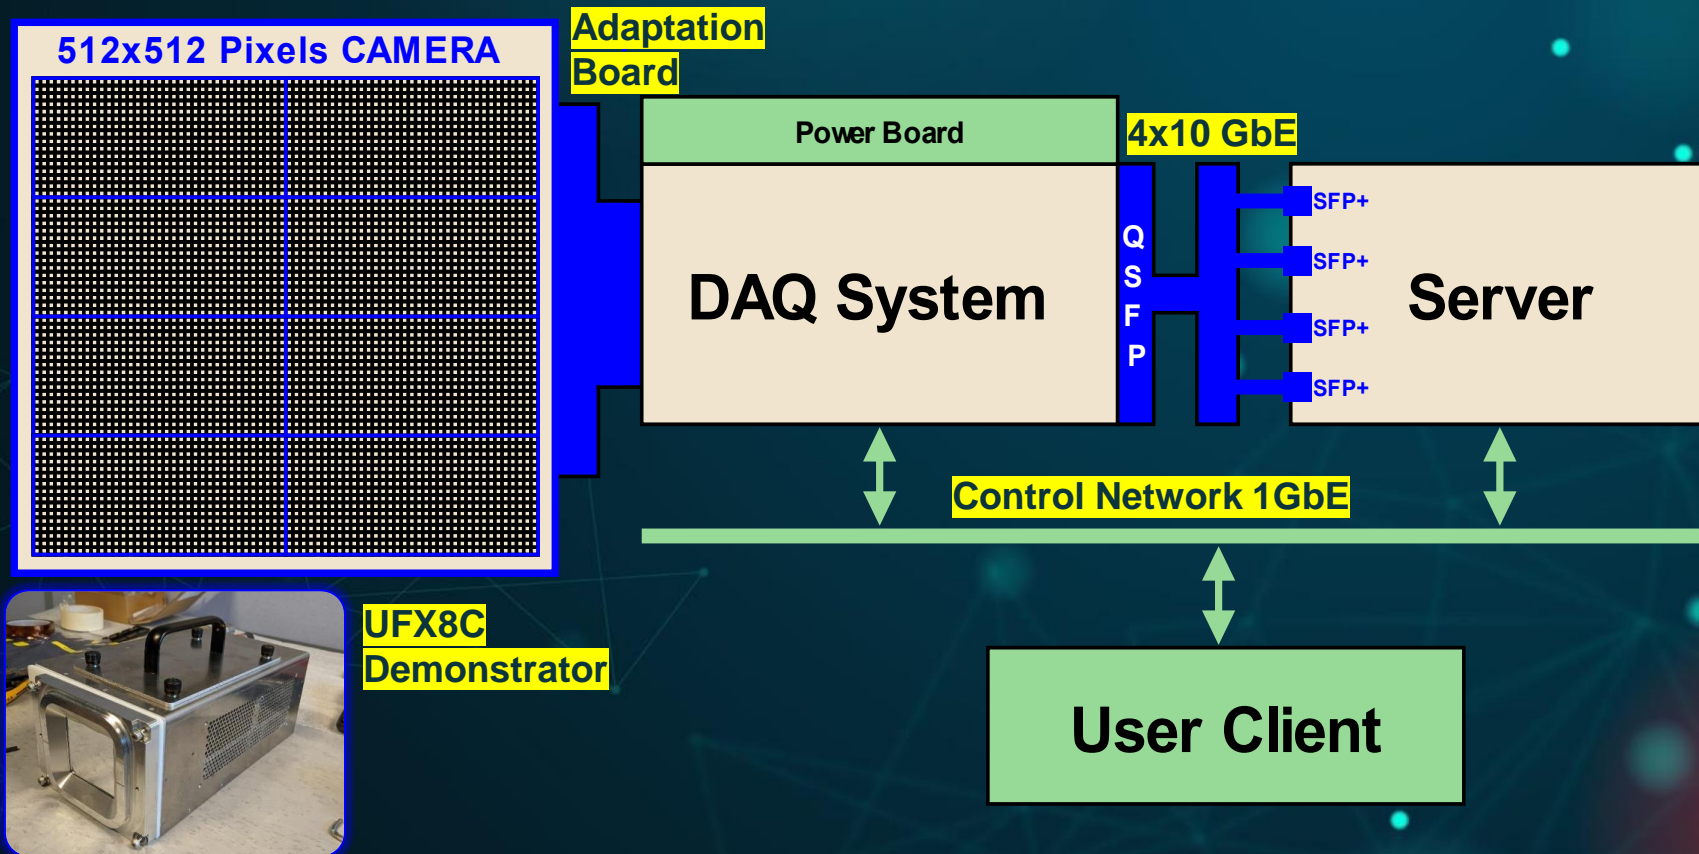 512x512 Pixels CAMERA
Adaptation
Board
Power Board
4x10 GbE
DAQ System
Q
S
F
P
SFP+
SFP+
SFP+
SFP+
Server
Control Network 1GbE
UFX8C
Demonstrator
User Client